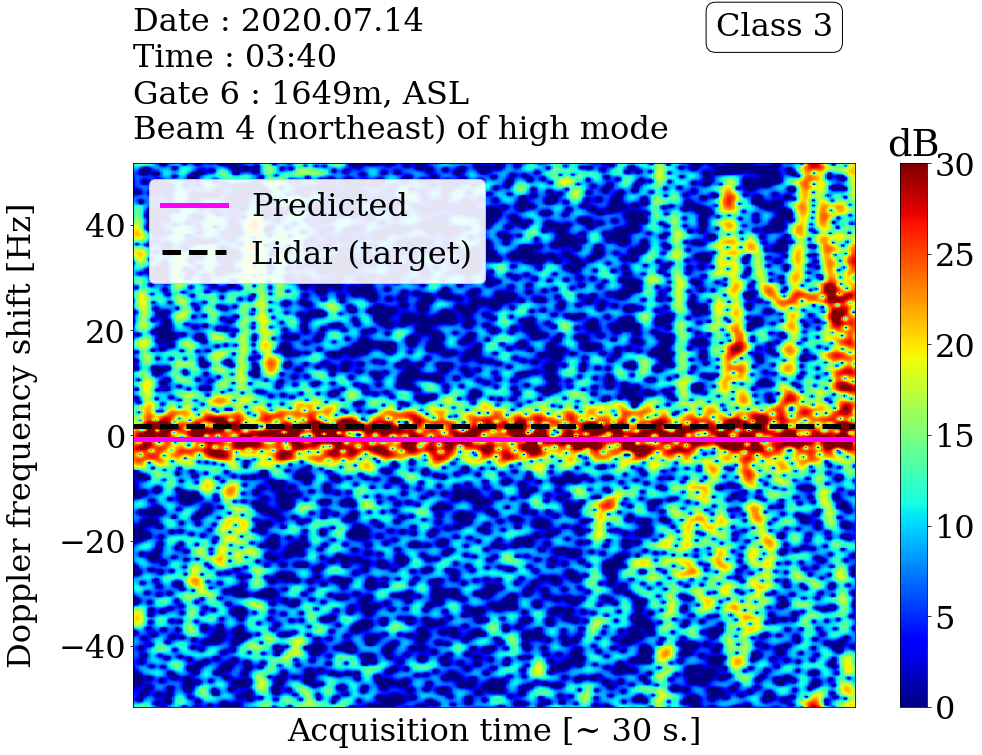 Date : 2020.07.14
Class 3
Time : 03:40
Gate 6 : 1649m, ASL
Beam 4 (northeast) of high mode
dB
Predicted
Lidar (target)
Doppler frequency shift [Hz]
40
20
0
−20
−40
30
25
20
15
10
5
0
Acquisition time [~ 30 s.]